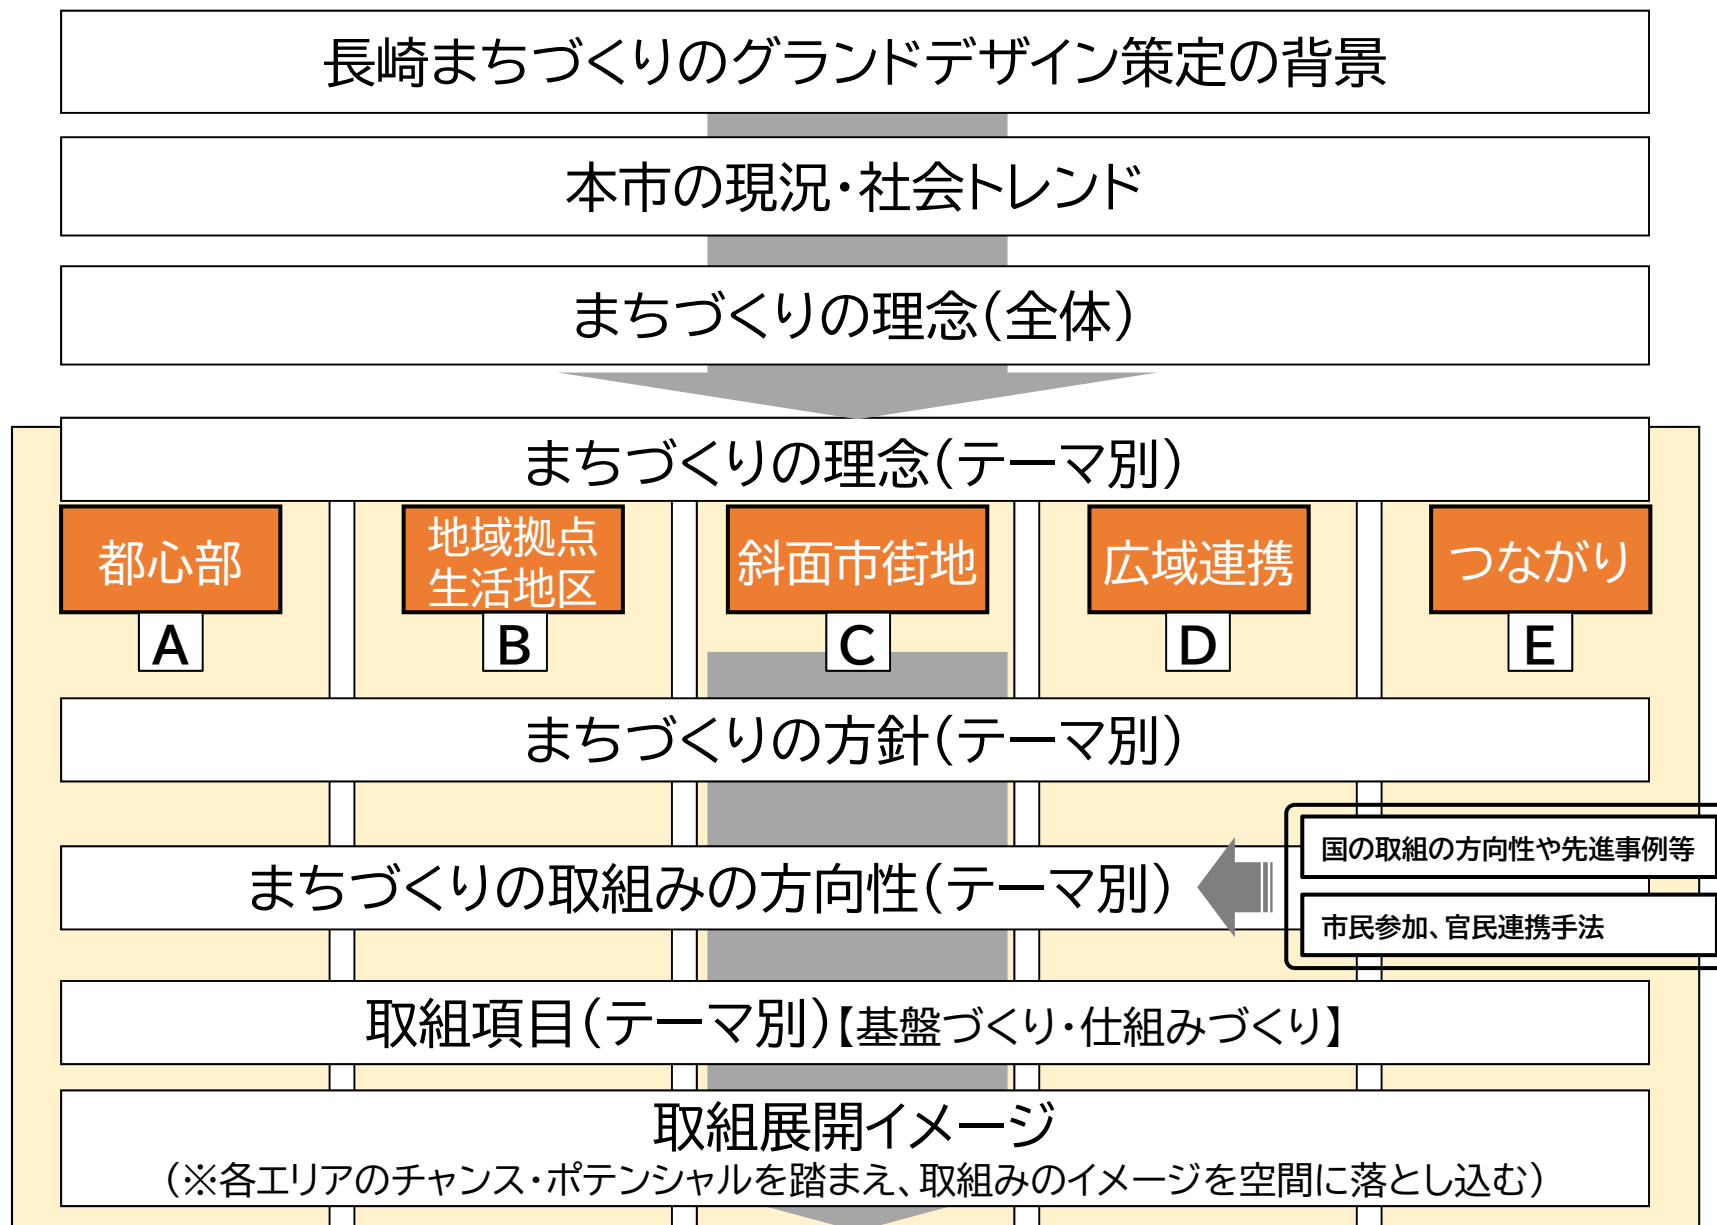 長崎まちづくりのグランドデザイン策定の背景
本市の現況・社会トレンド
まちづくりの理念(全体)
まちづくりの理念(テーマ別)
都心部
A
地域拠点
生活地区
B
斜面市街地
C
広域連携
D
つながり
E
まちづくりの方針(テーマ別)
まちづくりの取組みの方向性(テーマ別)
国の取組の方向性や先進事例等
市民参加、官民連携手法
取組項目(テーマ別)【基盤づくり・仕組みづくり】
取組展開イメージ
(※各エリアのチャンス・ポテンシャルを踏まえ、取組みのイメージを空間に落とし込む)